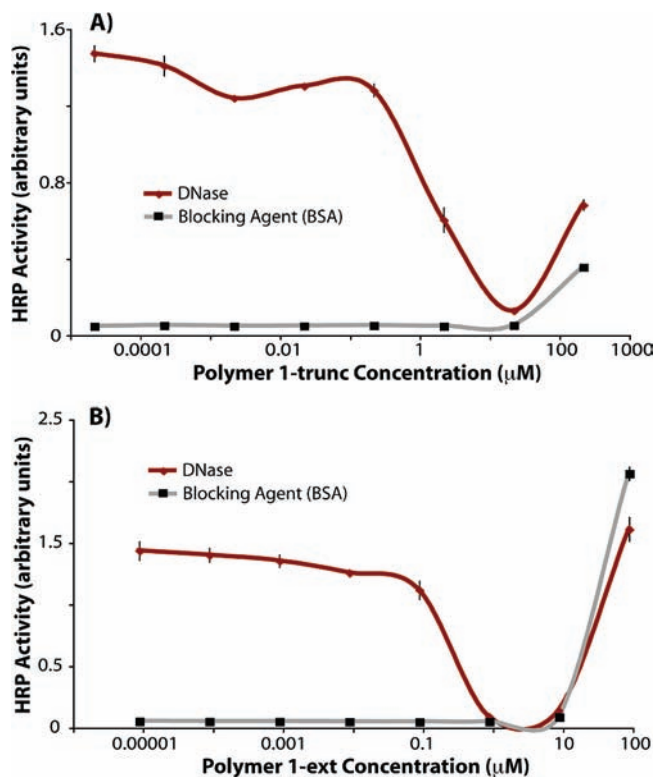 A)
HRP Activity (arbitrary units)
1.6
0.8
0
DNase
Blocking Agent (BSA)
0.0001 0.01 1 100 1000
Polymer 1-trunc Concentration (μM)
B)
HRP Activity (arbitrary units)
2.5
1.5
0.5
0
DNase
Blocking Agent (BSA)
0.00001 0.001 0.1 10 100
Polymer 1-ext Concentration (μM)